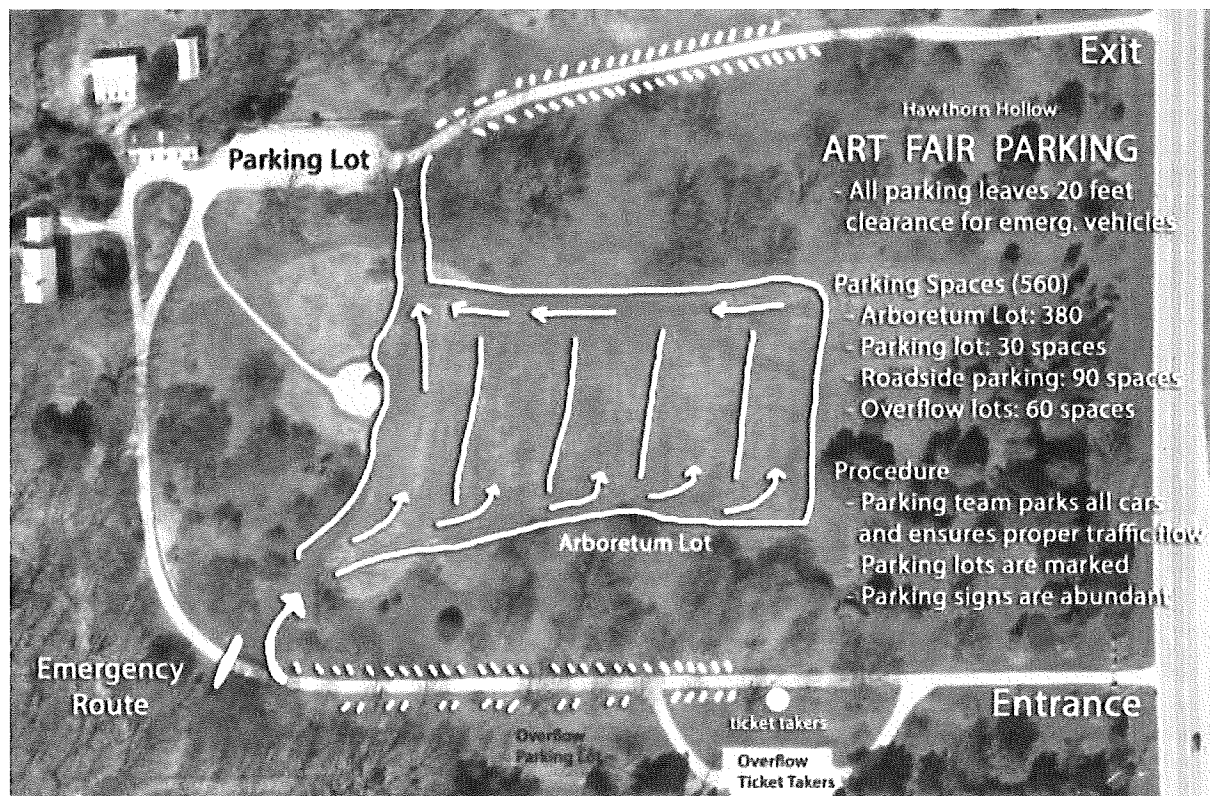 Exit
Hawthorn Hollow
ART FAIR PARKING
- All parking leaves 20 feet
clearance for emerg. vehicles
Parking Lot
Parking Spaces (560)
- Arboretum Lot: 380
- Parking lot: 30 spaces
- Roadside parking: 90 spaces
- Overflow lots: 60 spaces
Procedure
- Parking team parks all cars
and ensures proper traffic flow
- Parking lots are marked
- Parking signs are abundant
Arboretum Lot
Emergency
Route
Entrance
ticket takers
Overflow
Parking Lot
Overflow
Ticket Takers